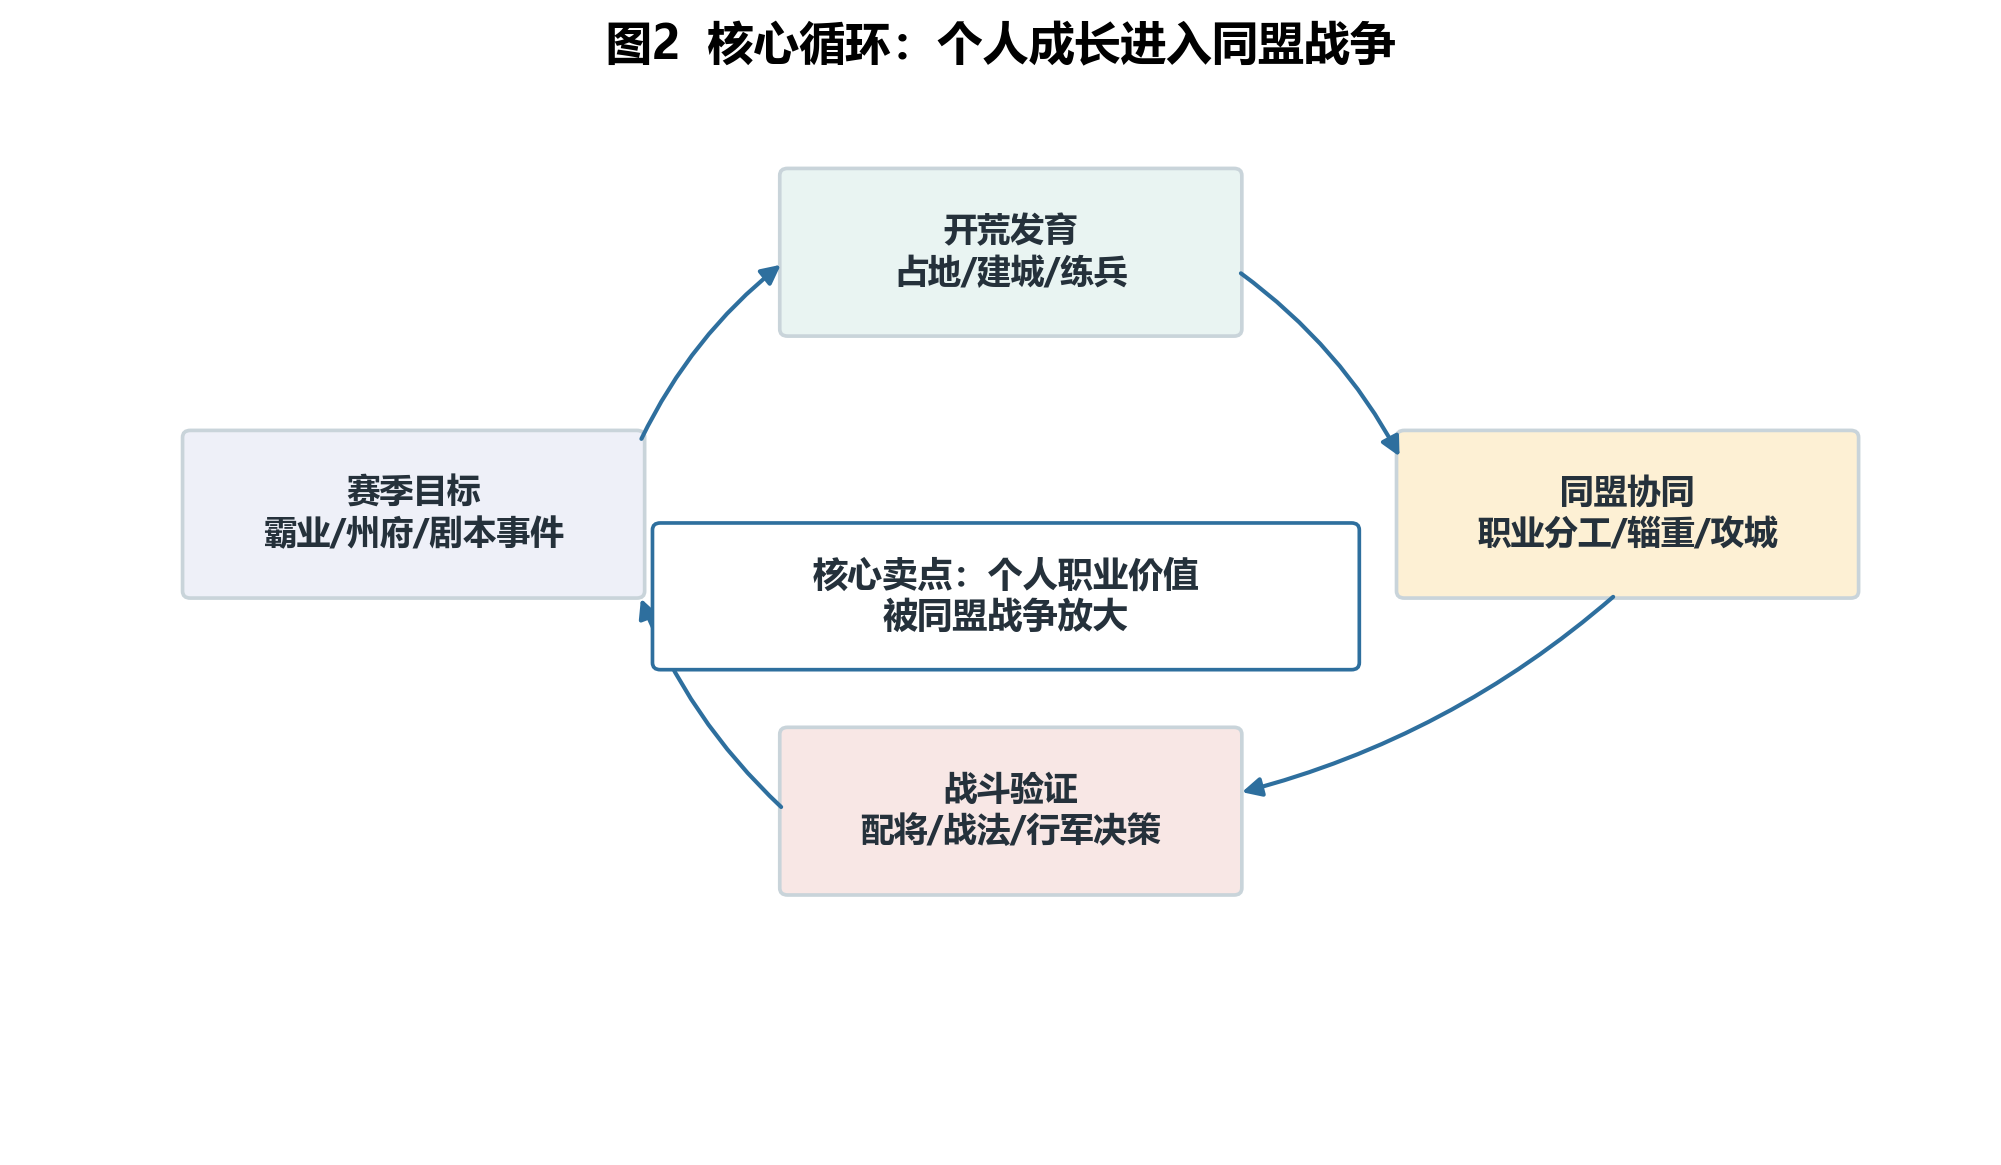 图2 核心循环：个人成长进入同盟战争
开荒发育
占地/建城/练兵
赛季目标
霸业/州府/剧本事件
同盟协同
职业分工/辎重/攻城
核心卖点：个人职业价值
被同盟战争放大
战斗验证
配将/战法/行军决策